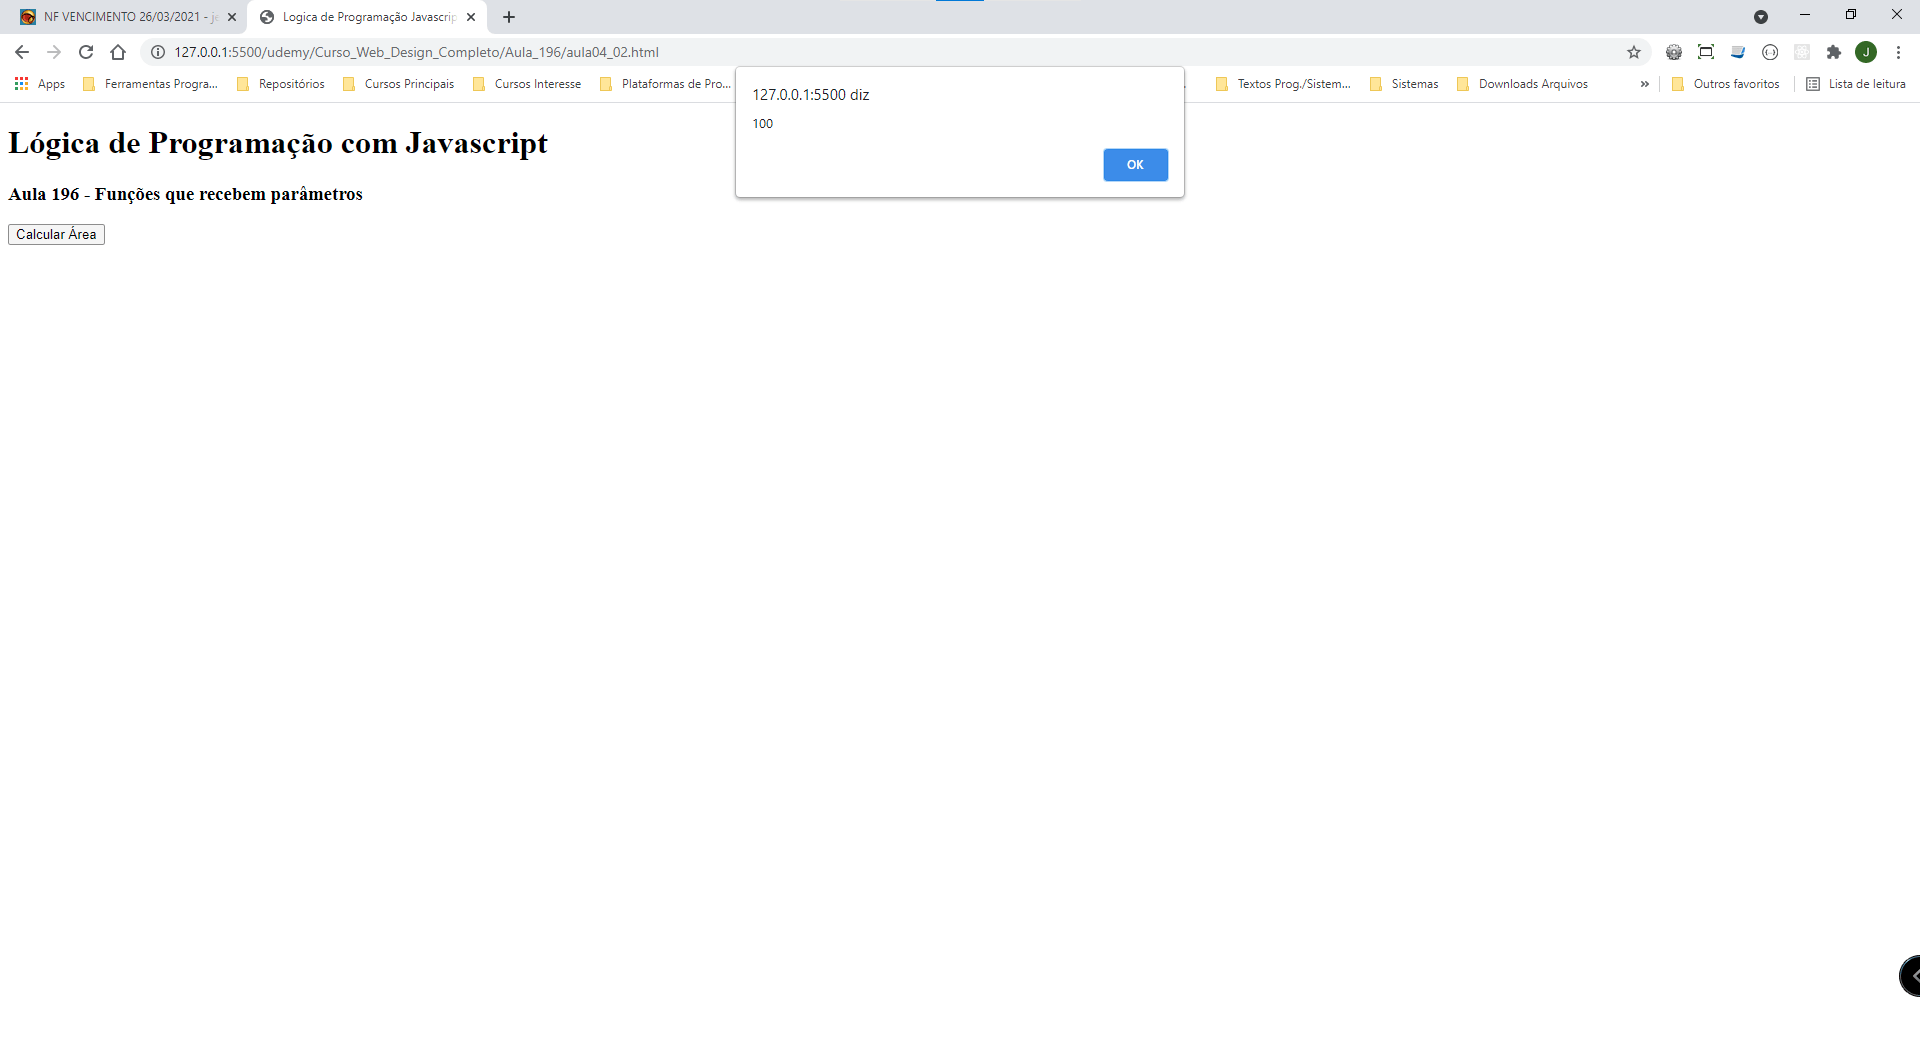 NF VENCIMENTO 26/03/2021 - je
Logica de Programação Javascrip
127.0.0.1:5500/udemy/Curso_Web_Design_Completo/Aula_196/aula04_02.html
J
Apps
Ferramentas Progra...
Repositórios
Cursos Principais
Cursos Interesse
Plataformas de Pro...
Textos Prog./Sistem...
Sistemas
Downloads Arquivos
»
Outros favoritos
Lista de leitura
127.0.0.1:5500 diz
100
OK
Lógica de Programação com Javascript
Aula 196 - Funções que recebem parâmetros
Calcular Área